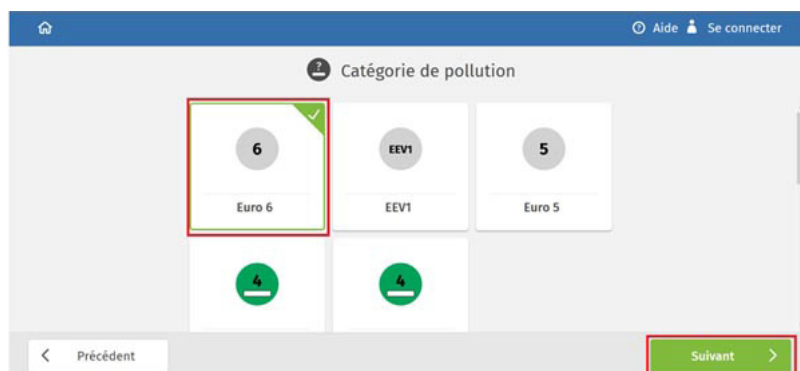 Aide Se connecter
Catégorie de pollution
6 EEV1 5
Euro 6 EEV1 Euro 5
4 4
Précédent Suivant